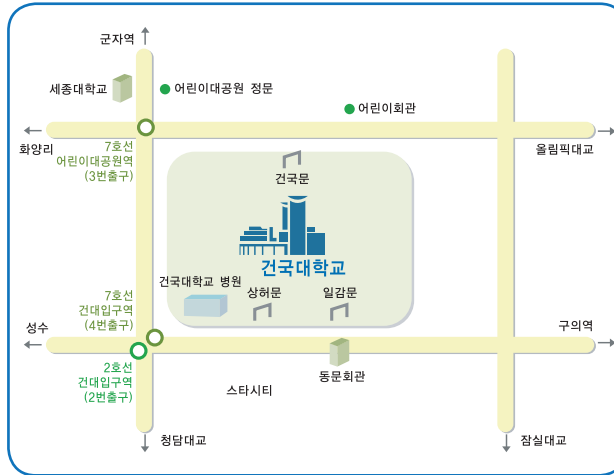 군자역
세종대학교
어린이대공원 정문
어린이회관
화양리
7호선
어린이대공원역
(3번출구)
올림픽대교
건국문
건국대학교
건국대학교 병원
상허문
일감문
7호선
건대입구역
(4번출구)
성수
구의역
2호선
건대입구역
(2번출구)
동문회관
스타시티
청담대교
잠실대교